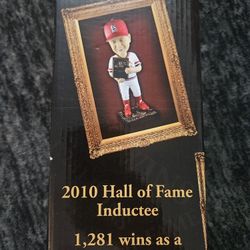 2010 Hall of Fame
Inductee
1,281 wins as a